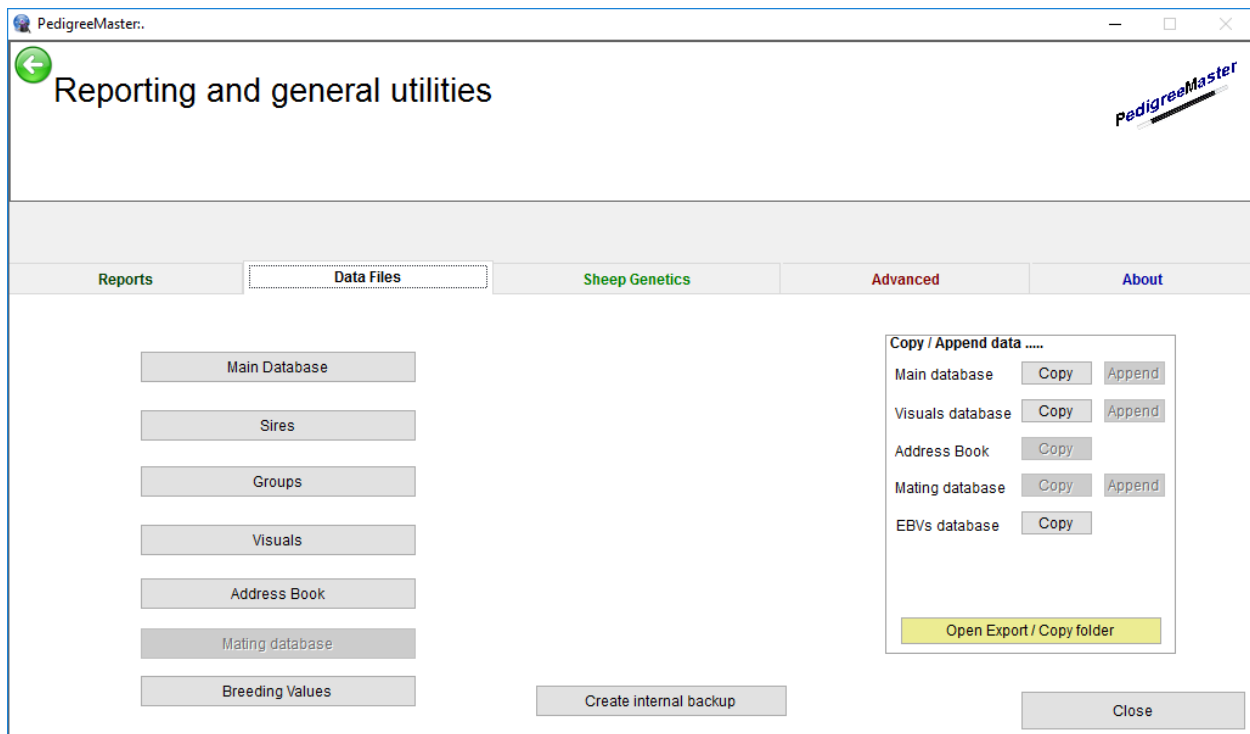 PedigreeMaster:.
Reporting and general utilities
PedigreeMaster
Reports
Data Files
Sheep Genetics
Advanced
About
Main Database
Sires
Groups
Visuals
Address Book
Mating database
Breeding Values
Create internal backup
Copy / Append data .....
Main database Copy Append
Visuals database Copy Append
Address Book Copy
Mating database Copy Append
EBVs database Copy
Open Export / Copy folder
Close